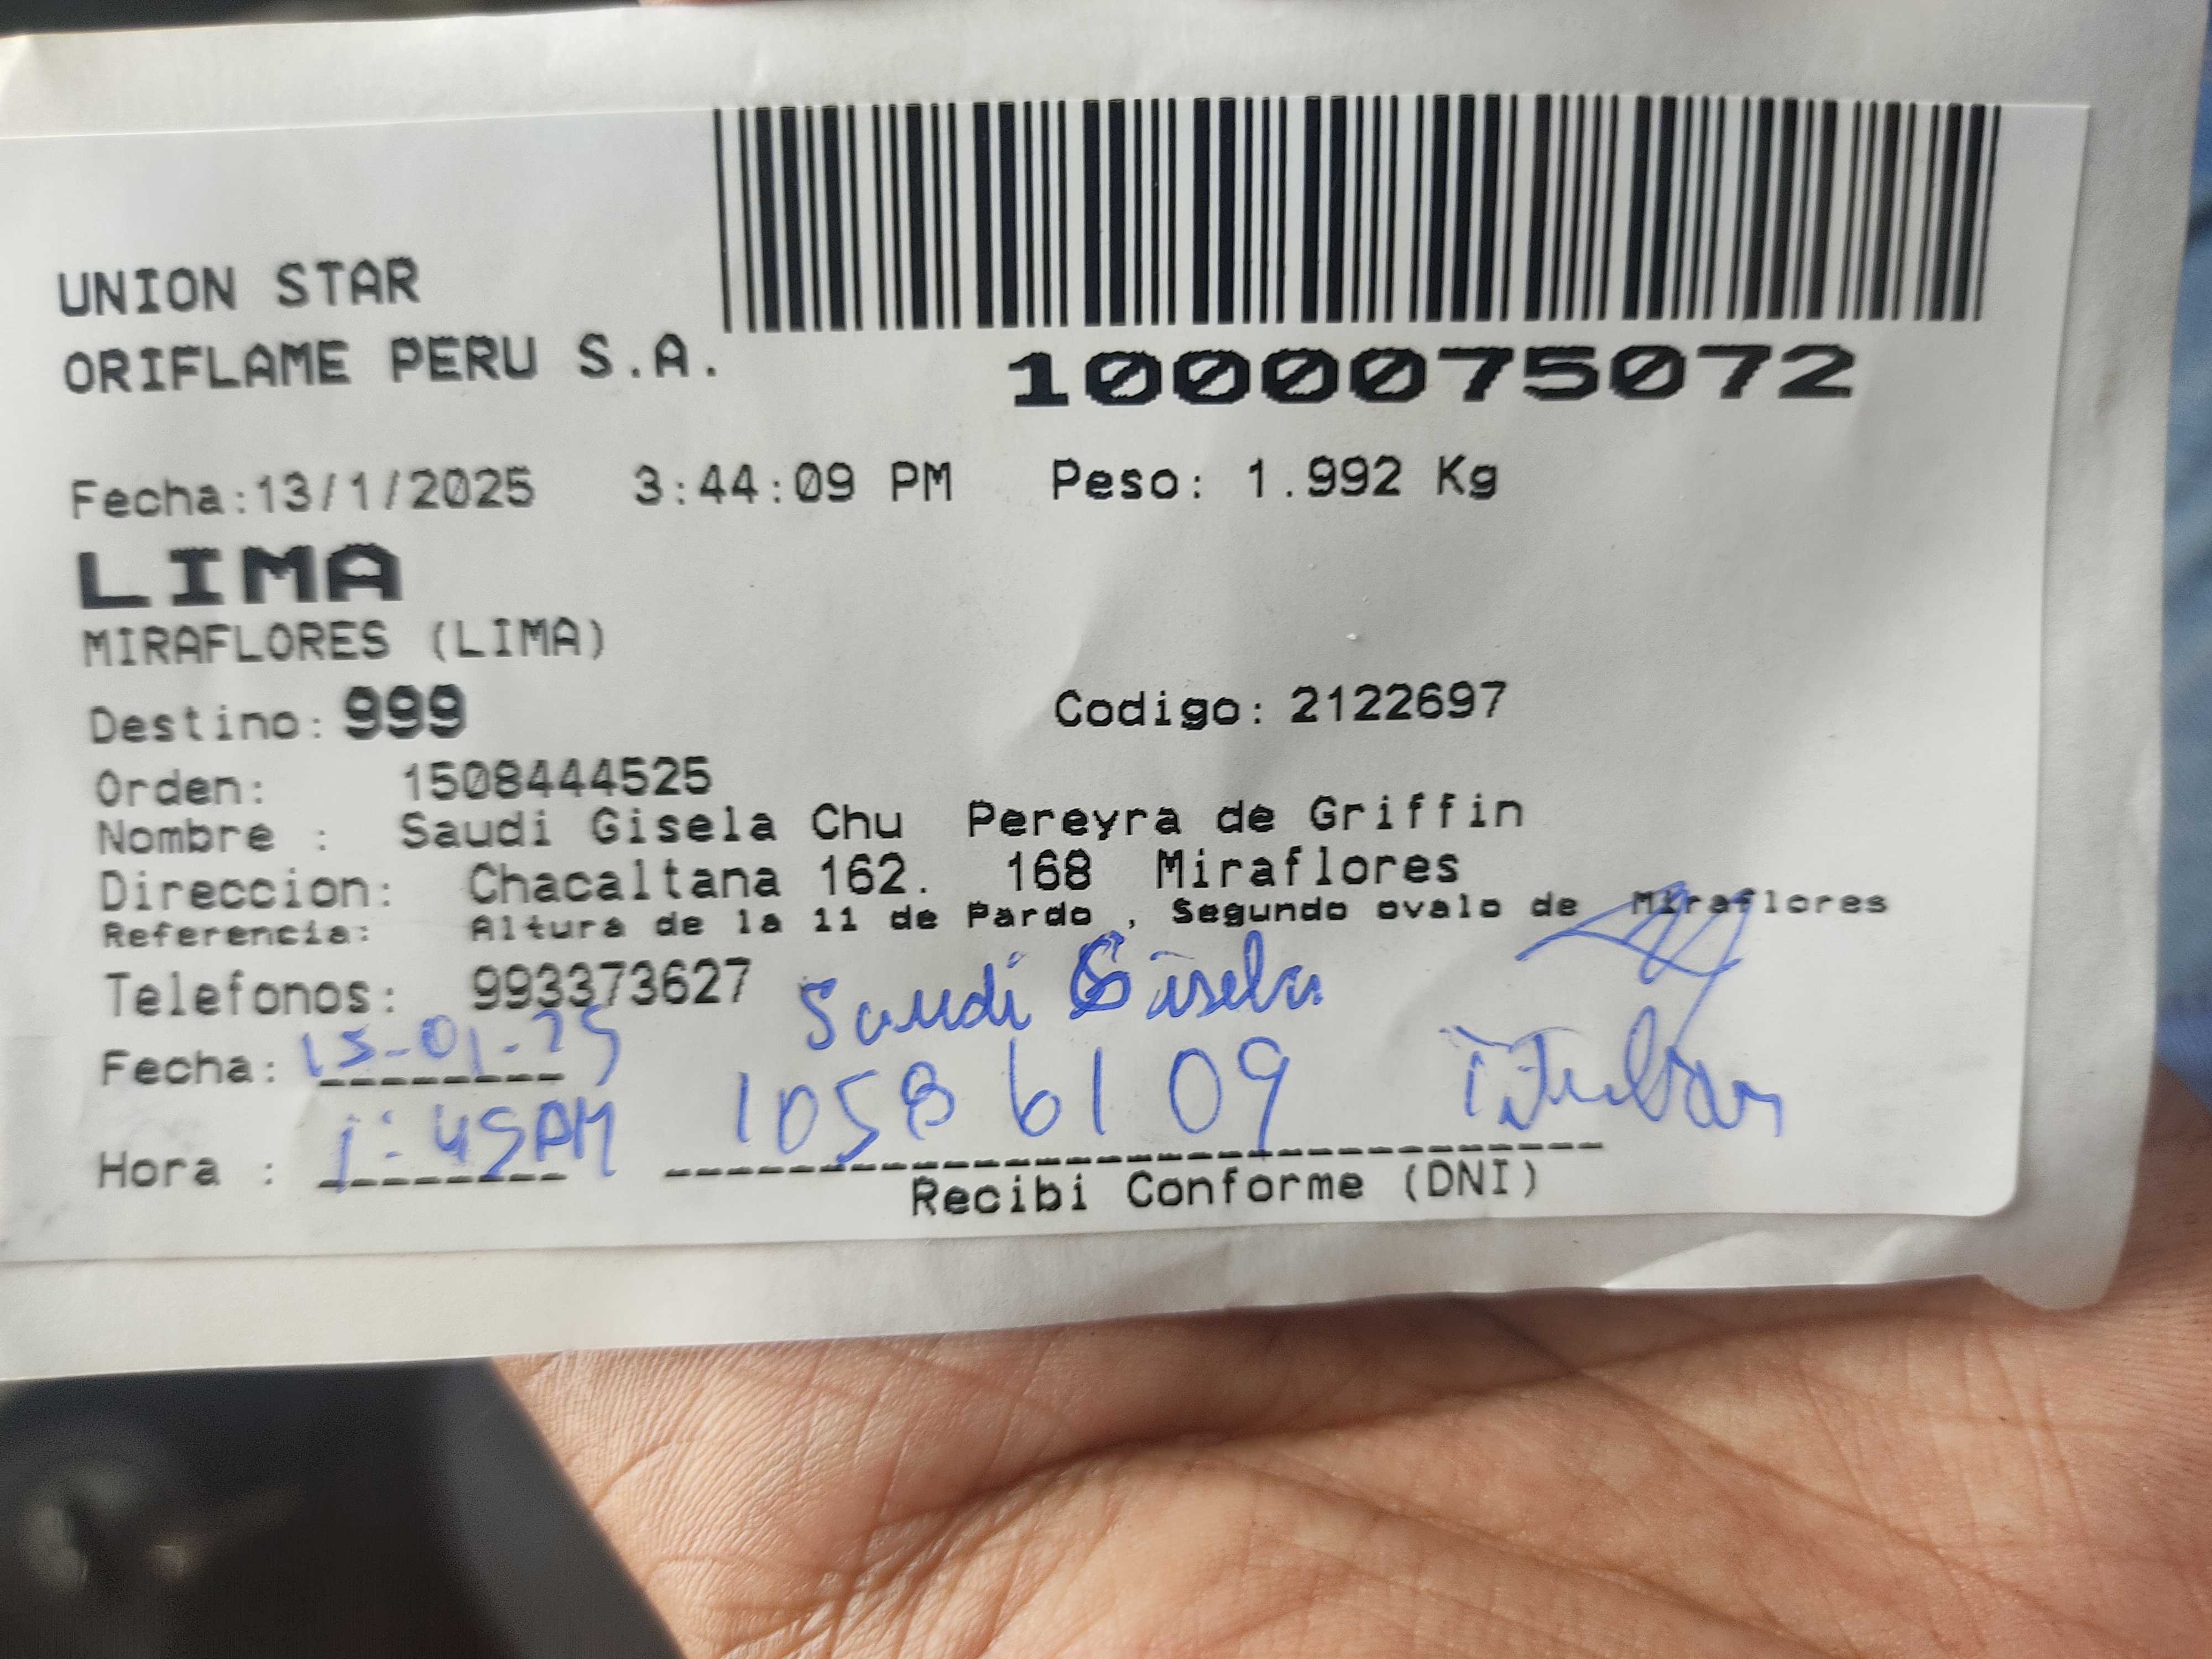 UNION STAR
ORIFLAME PERU S.A.
1000075072
Fecha:13/1/2025 3:44:09 PM Peso: 1.992 Kg
LIMA
MIRAFLORES (LIMA)
Destino: 999 Codigo: 2122697
Orden: 1508444525
Nombre : Saudi Gisela Chu Pereyra de Griffin
Direccion: Chacaltana 162. 168 Miraflores
Referencia: Altura de la 11 de Pardo , Segundo ovalo de Miraflores
Telefonos: 993373627 Saudi Gisela
Fecha: 15-01-25
Hora : 1:45PM 10586109 Titular
Recibi Conforme (DNI)